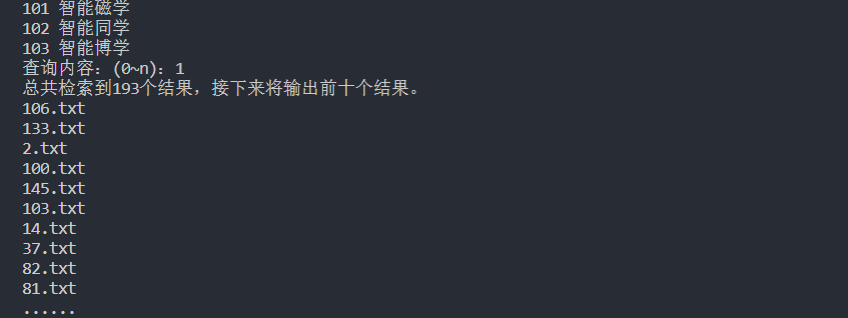 101 智能磁学
102 智能同学
103 智能博学
查询内容：(0~n)：1
总共检索到193个结果，接下来将输出前十个结果。
106.txt
133.txt
2.txt
100.txt
145.txt
103.txt
14.txt
37.txt
82.txt
81.txt
......